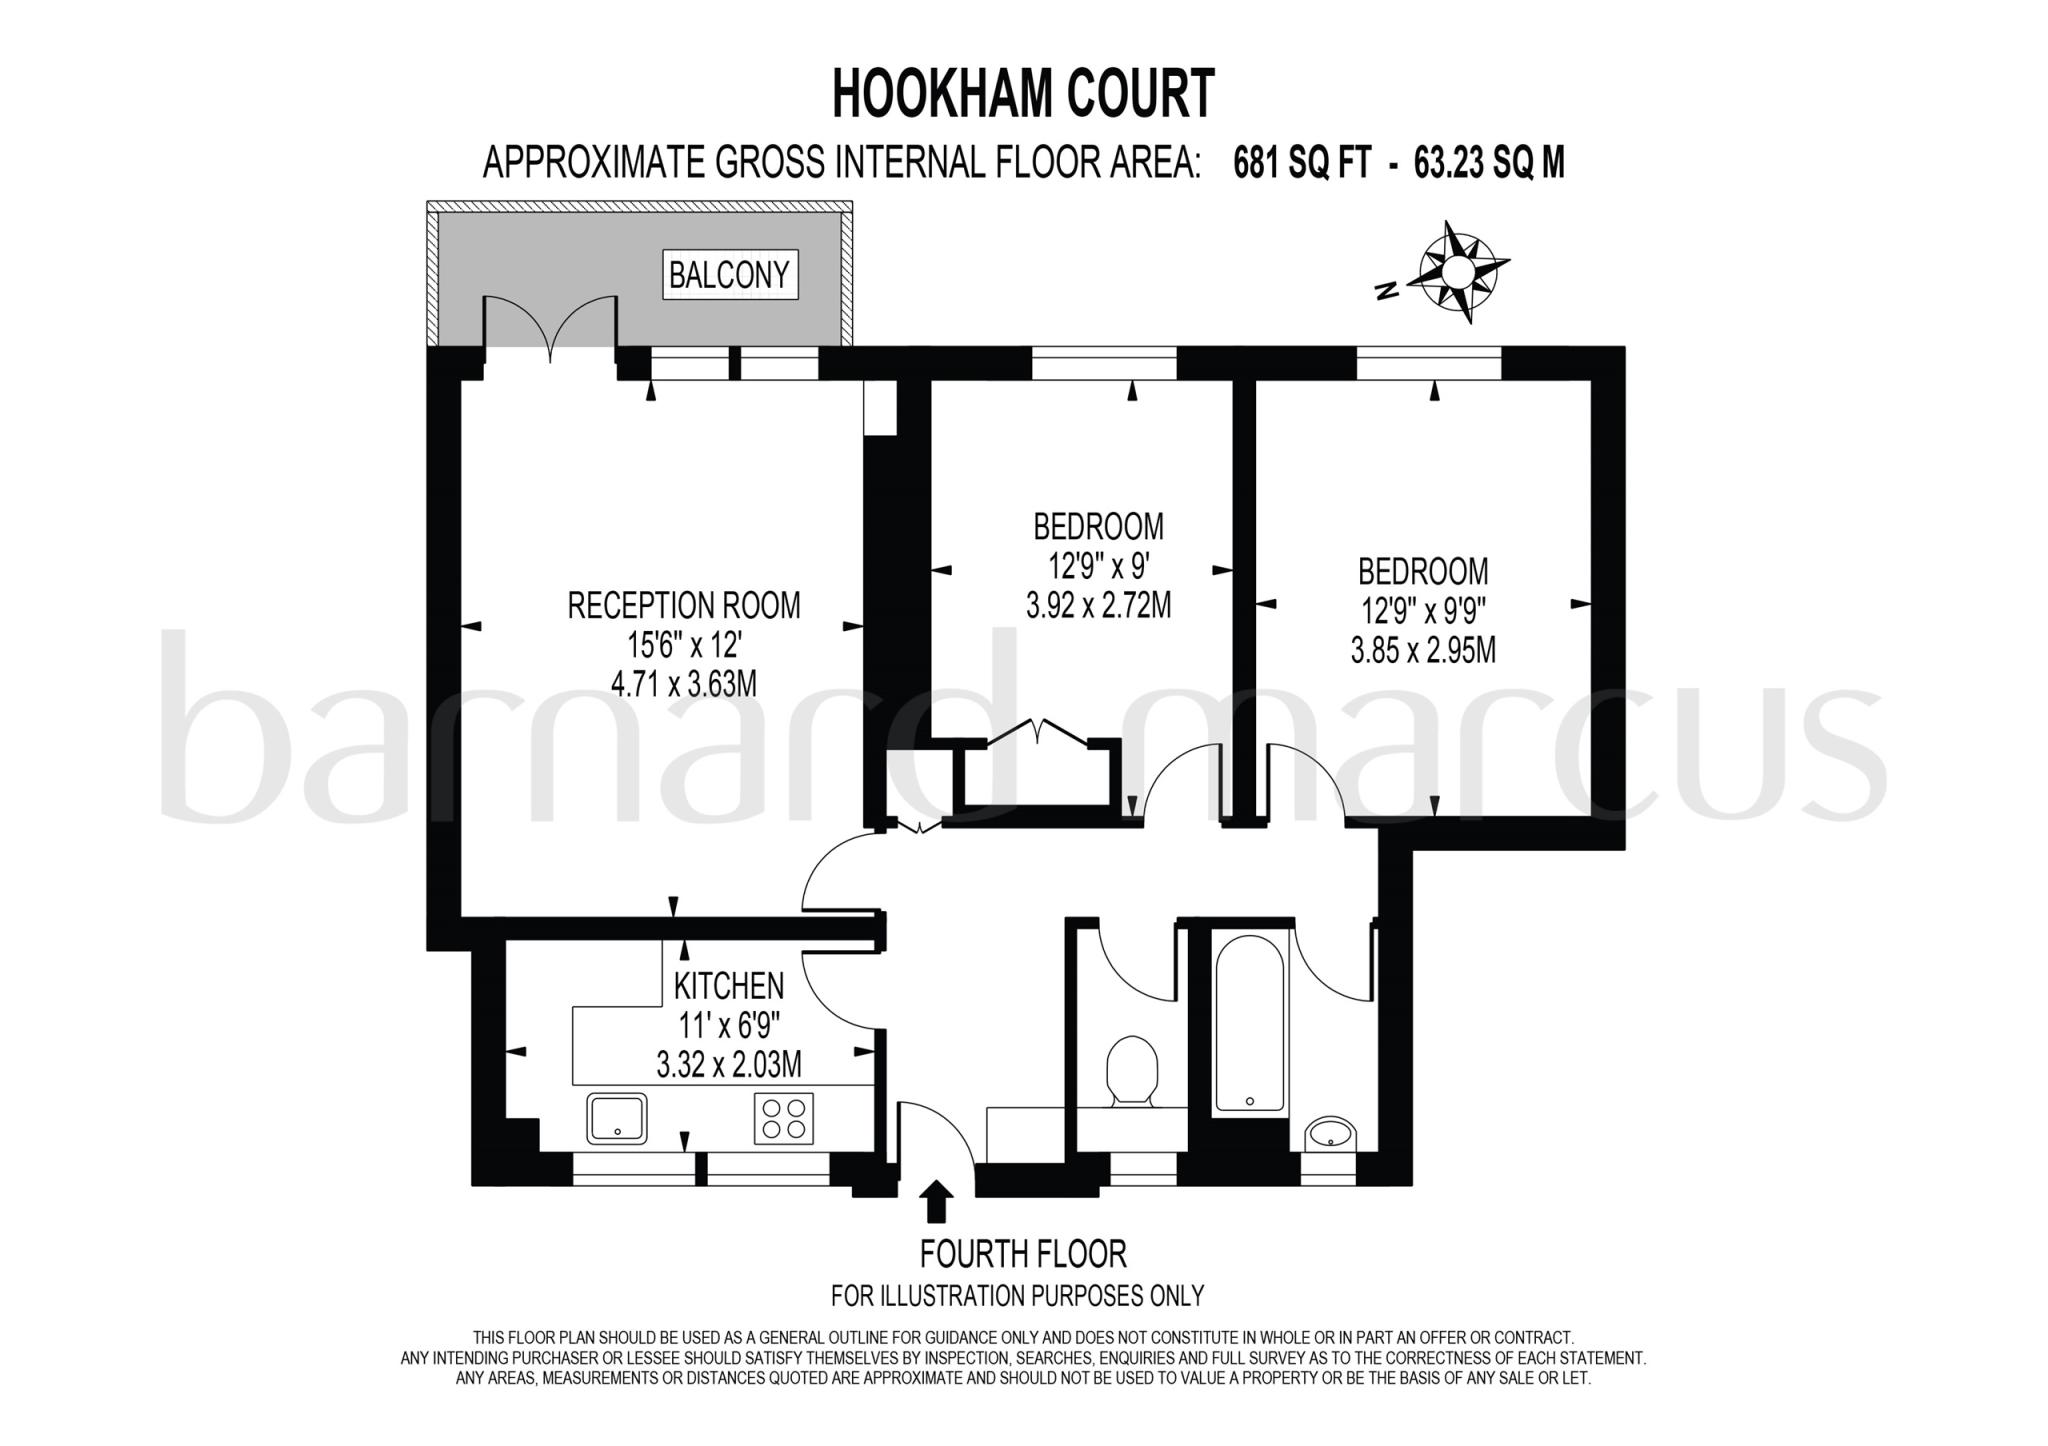 HOOKHAM COURT
APPROXIMATE GROSS INTERNAL FLOOR AREA: 681 SQ FT - 63.23 SQ M
BALCONY
N
BEDROOM
12'9" x 9'
3.92 x 2.72M
BEDROOM
12'9" x 9'9"
3.85 x 2.95M
RECEPTION ROOM
15'6" x 12'
4.71 x 3.63M
barnard marcus
KITCHEN
11' x 6'9"
3.32 x 2.03M
FOURTH FLOOR
FOR ILLUSTRATION PURPOSES ONLY
THIS FLOOR PLAN SHOULD BE USED AS A GENERAL OUTLINE FOR GUIDANCE ONLY AND DOES NOT CONSTITUTE IN WHOLE OR IN PART AN OFFER OR CONTRACT.
ANY INTENDING PURCHASER OR LESSEE SHOULD SATISFY THEMSELVES BY INSPECTION, SEARCHES, ENQUIRIES AND FULL SURVEY AS TO THE CORRECTNESS OF EACH STATEMENT.
ANY AREAS, MEASUREMENTS OR DISTANCES QUOTED ARE APPROXIMATE AND SHOULD NOT BE USED TO VALUE A PROPERTY OR BE THE BASIS OF ANY SALE OR LET.